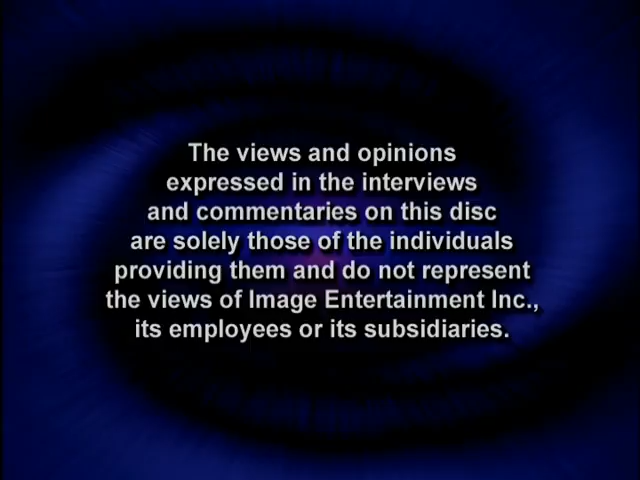 The views and opinions
expressed in the interviews
and commentaries on this disc
are solely those of the individuals
providing them and do not represent
the views of Image Entertainment Inc.,
its employees or its subsidiaries.